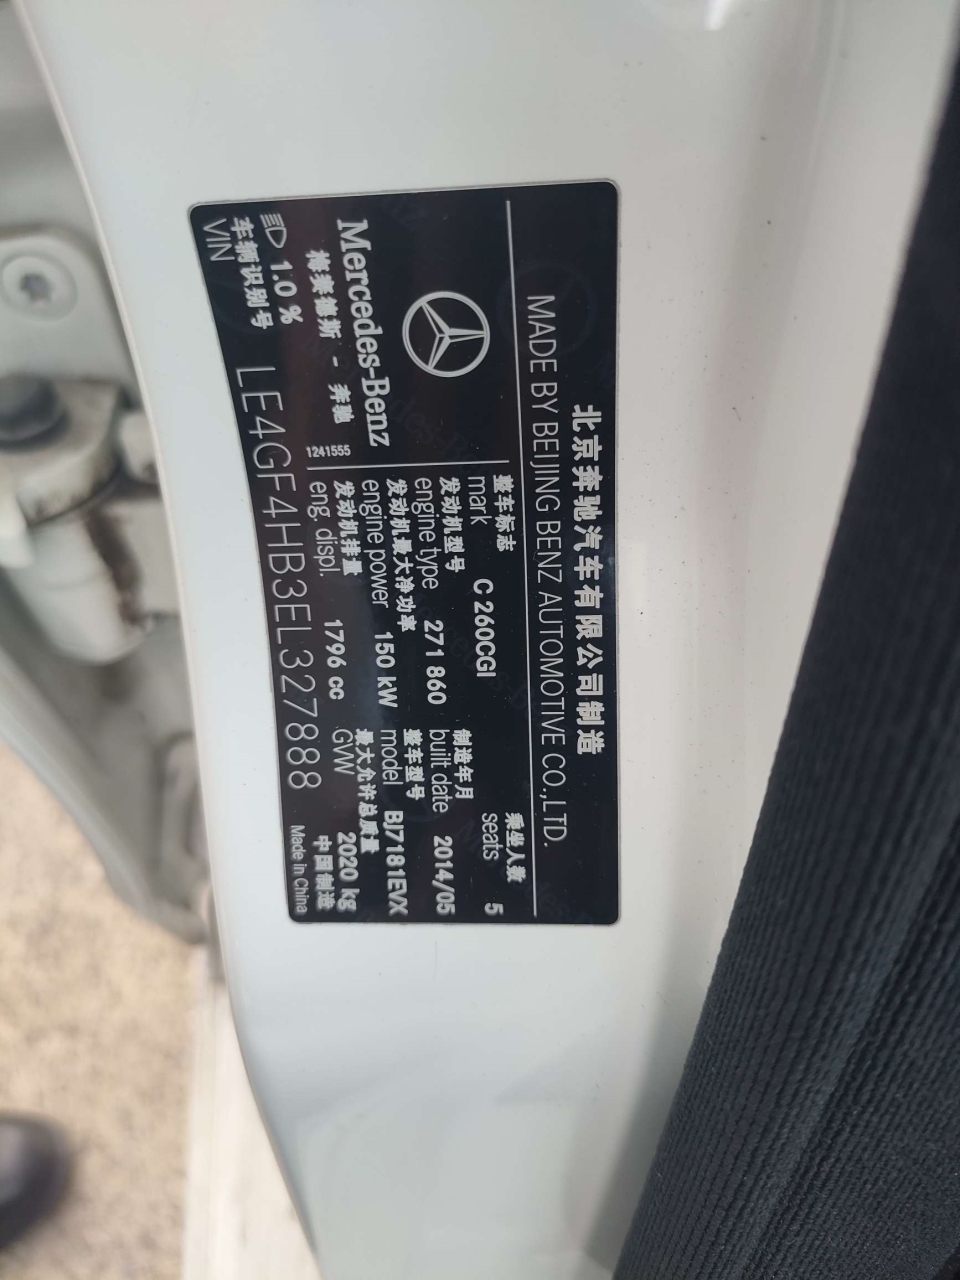 北京奔驰汽车有限公司制造
MADE BY BEIJING BENZ AUTOMOTIVE CO.,LTD.
Mercedes-Benz
梅赛德斯 - 奔驰
1241555
整车标志
mark C 260CGI
乘坐人数
seats 5
发动机型号
engine type 271 860
制造年月
built date 2014/05
发动机最大净功率
engine power 150 kW
整车型号
model BJ7181EVX
发动机排量
eng. displ. 1796 cc
最大允许总质量
GVW 2020 kg
1.0 %
车辆识别号
VIN LE4GF4HB3EL327888
中国制造
Made in China